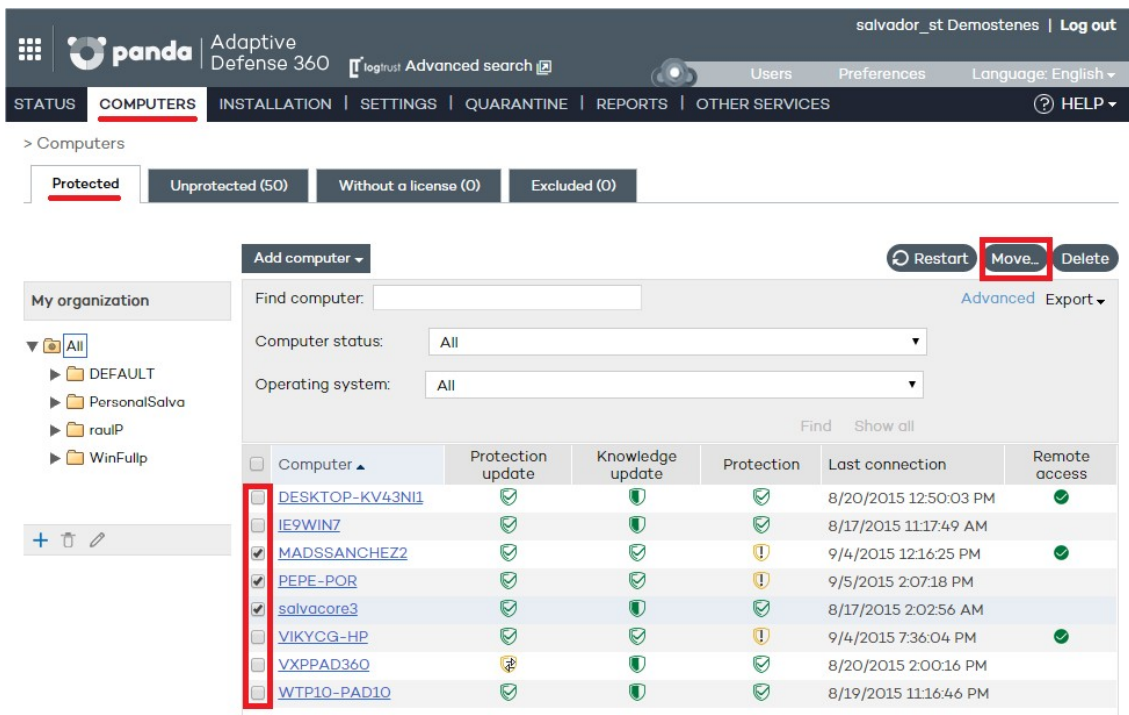 salvador_st Demostenes | Log out
panda | Adaptive Defense 360
logtrust Advanced search
Users Preferences Language: English
STATUS COMPUTERS INSTALLATION | SETTINGS | QUARANTINE | REPORTS | OTHER SERVICES ? HELP
> Computers
Protected Unprotected (50) Without a license (0) Excluded (0)
Add computer Restart Move... Delete
My organization
All
DEFAULT
PersonalSalva
raulP
WinFullp
Find computer: Advanced Export
Computer status: All
Operating system: All
Find Show all
Computer Protection update Knowledge update Protection Last connection Remote access
DESKTOP-KV43NI1 8/20/2015 12:50:03 PM
IE9WIN7 8/17/2015 11:17:49 AM
MADSSANCHEZ2 9/4/2015 12:16:25 PM
PEPE-POR 9/5/2015 2:07:18 PM
salvacore3 8/17/2015 2:02:56 AM
VIKYCG-HP 9/4/2015 7:36:04 PM
VXPPAD360 8/20/2015 2:00:16 PM
WTP10-PAD10 8/19/2015 11:16:46 PM